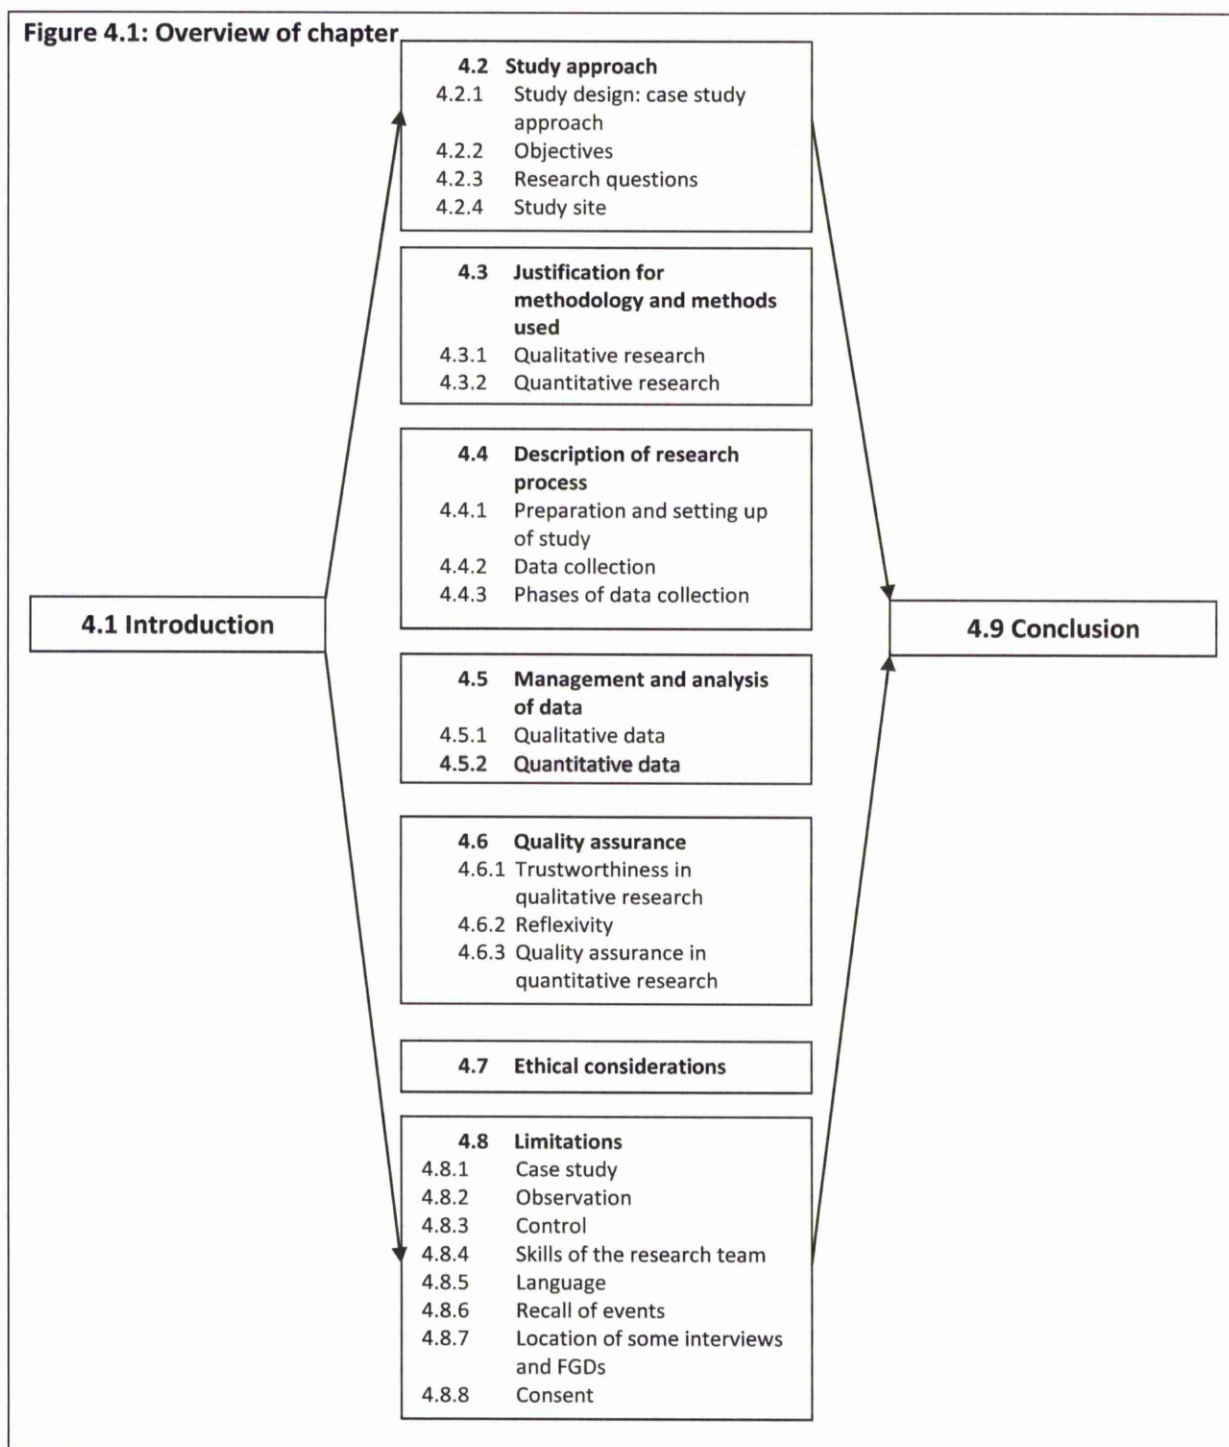 Figure 4.1: Overview of chapter
4.2 Study approach
4.2.1 Study design: case study
approach
4.2.2 Objectives
4.2.3 Research questions
4.2.4 Study site
4.3 Justification for
methodology and methods
used
4.3.1 Qualitative research
4.3.2 Quantitative research
4.4 Description of research
process
4.4.1 Preparation and setting up
of study
4.4.2 Data collection
4.4.3 Phases of data collection
4.1 Introduction
4.9 Conclusion
4.5 Management and analysis
of data
4.5.1 Qualitative data
4.5.2 Quantitative data
4.6 Quality assurance
4.6.1 Trustworthiness in
qualitative research
4.6.2 Reflexivity
4.6.3 Quality assurance in
quantitative research
4.7 Ethical considerations
4.8 Limitations
4.8.1 Case study
4.8.2 Observation
4.8.3 Control
4.8.4 Skills of the research team
4.8.5 Language
4.8.6 Recall of events
4.8.7 Location of some interviews
and FGDs
4.8.8 Consent